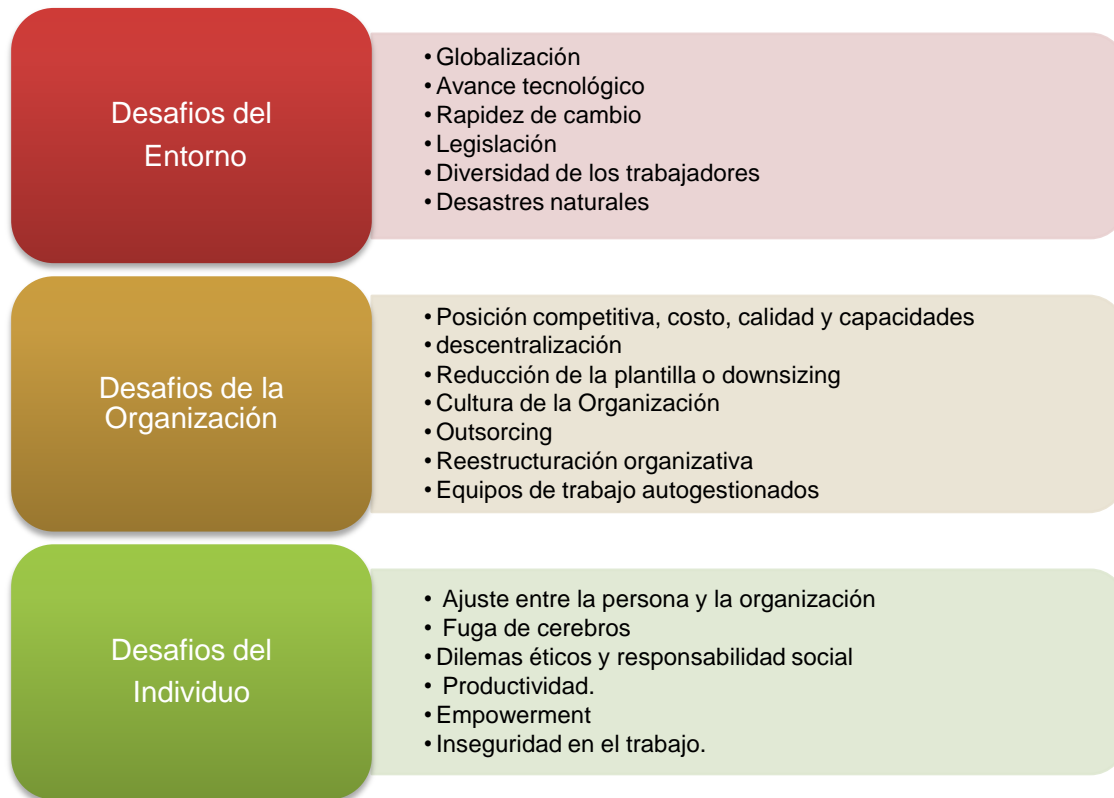 Desafios del
Entorno
• Globalización
• Avance tecnológico
• Rapidez de cambio
• Legislación
• Diversidad de los trabajadores
• Desastres naturales
Desafios de la
Organización
• Posición competitiva, costo, calidad y capacidades
• descentralización
• Reducción de la plantilla o downsizing
• Cultura de la Organización
• Outsorcing
• Reestructuración organizativa
• Equipos de trabajo autogestionados
Desafios del
Individuo
• Ajuste entre la persona y la organización
• Fuga de cerebros
• Dilemas éticos y responsabilidad social
• Productividad.
• Empowerment
• Inseguridad en el trabajo.